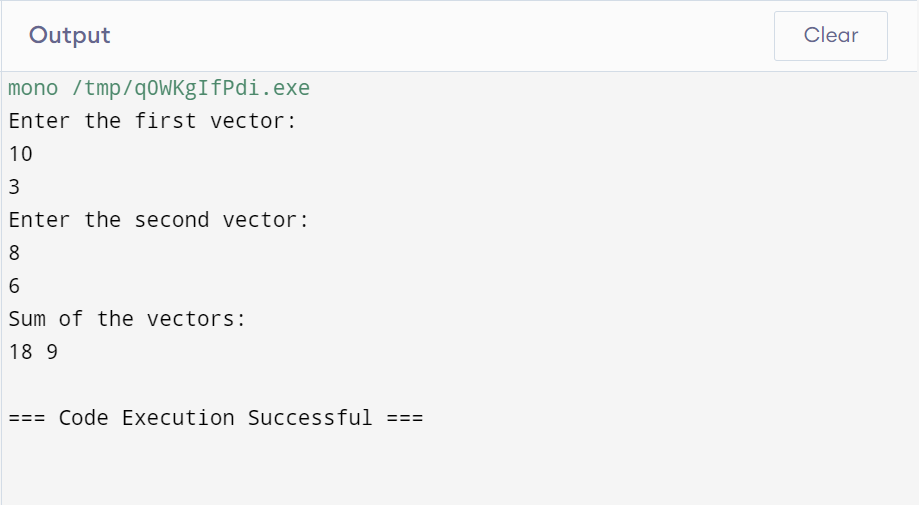 Output
Clear
mono /tmp/q0WKgIfPdi.exe
Enter the first vector:
10
3
Enter the second vector:
8
6
Sum of the vectors:
18 9
=== Code Execution Successful ===